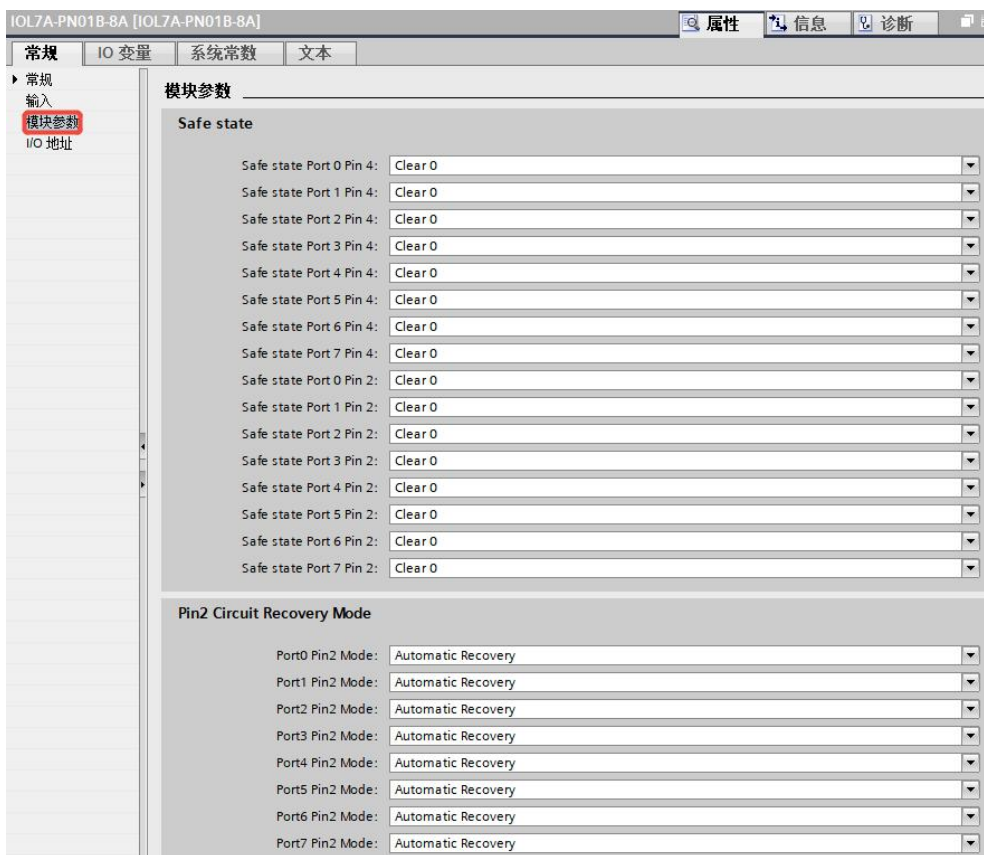 IOL7A-PN01B-8A [IOL7A-PN01B-8A]
属性 信息 诊断
常规 IO 变量 系统常数 文本
常规
输入
模块参数
I/O 地址
模块参数
Safe state
Safe state Port 0 Pin 4: Clear 0
Safe state Port 1 Pin 4: Clear 0
Safe state Port 2 Pin 4: Clear 0
Safe state Port 3 Pin 4: Clear 0
Safe state Port 4 Pin 4: Clear 0
Safe state Port 5 Pin 4: Clear 0
Safe state Port 6 Pin 4: Clear 0
Safe state Port 7 Pin 4: Clear 0
Safe state Port 0 Pin 2: Clear 0
Safe state Port 1 Pin 2: Clear 0
Safe state Port 2 Pin 2: Clear 0
Safe state Port 3 Pin 2: Clear 0
Safe state Port 4 Pin 2: Clear 0
Safe state Port 5 Pin 2: Clear 0
Safe state Port 6 Pin 2: Clear 0
Safe state Port 7 Pin 2: Clear 0
Pin2 Circuit Recovery Mode
Port0 Pin2 Mode: Automatic Recovery
Port1 Pin2 Mode: Automatic Recovery
Port2 Pin2 Mode: Automatic Recovery
Port3 Pin2 Mode: Automatic Recovery
Port4 Pin2 Mode: Automatic Recovery
Port5 Pin2 Mode: Automatic Recovery
Port6 Pin2 Mode: Automatic Recovery
Port7 Pin2 Mode: Automatic Recovery